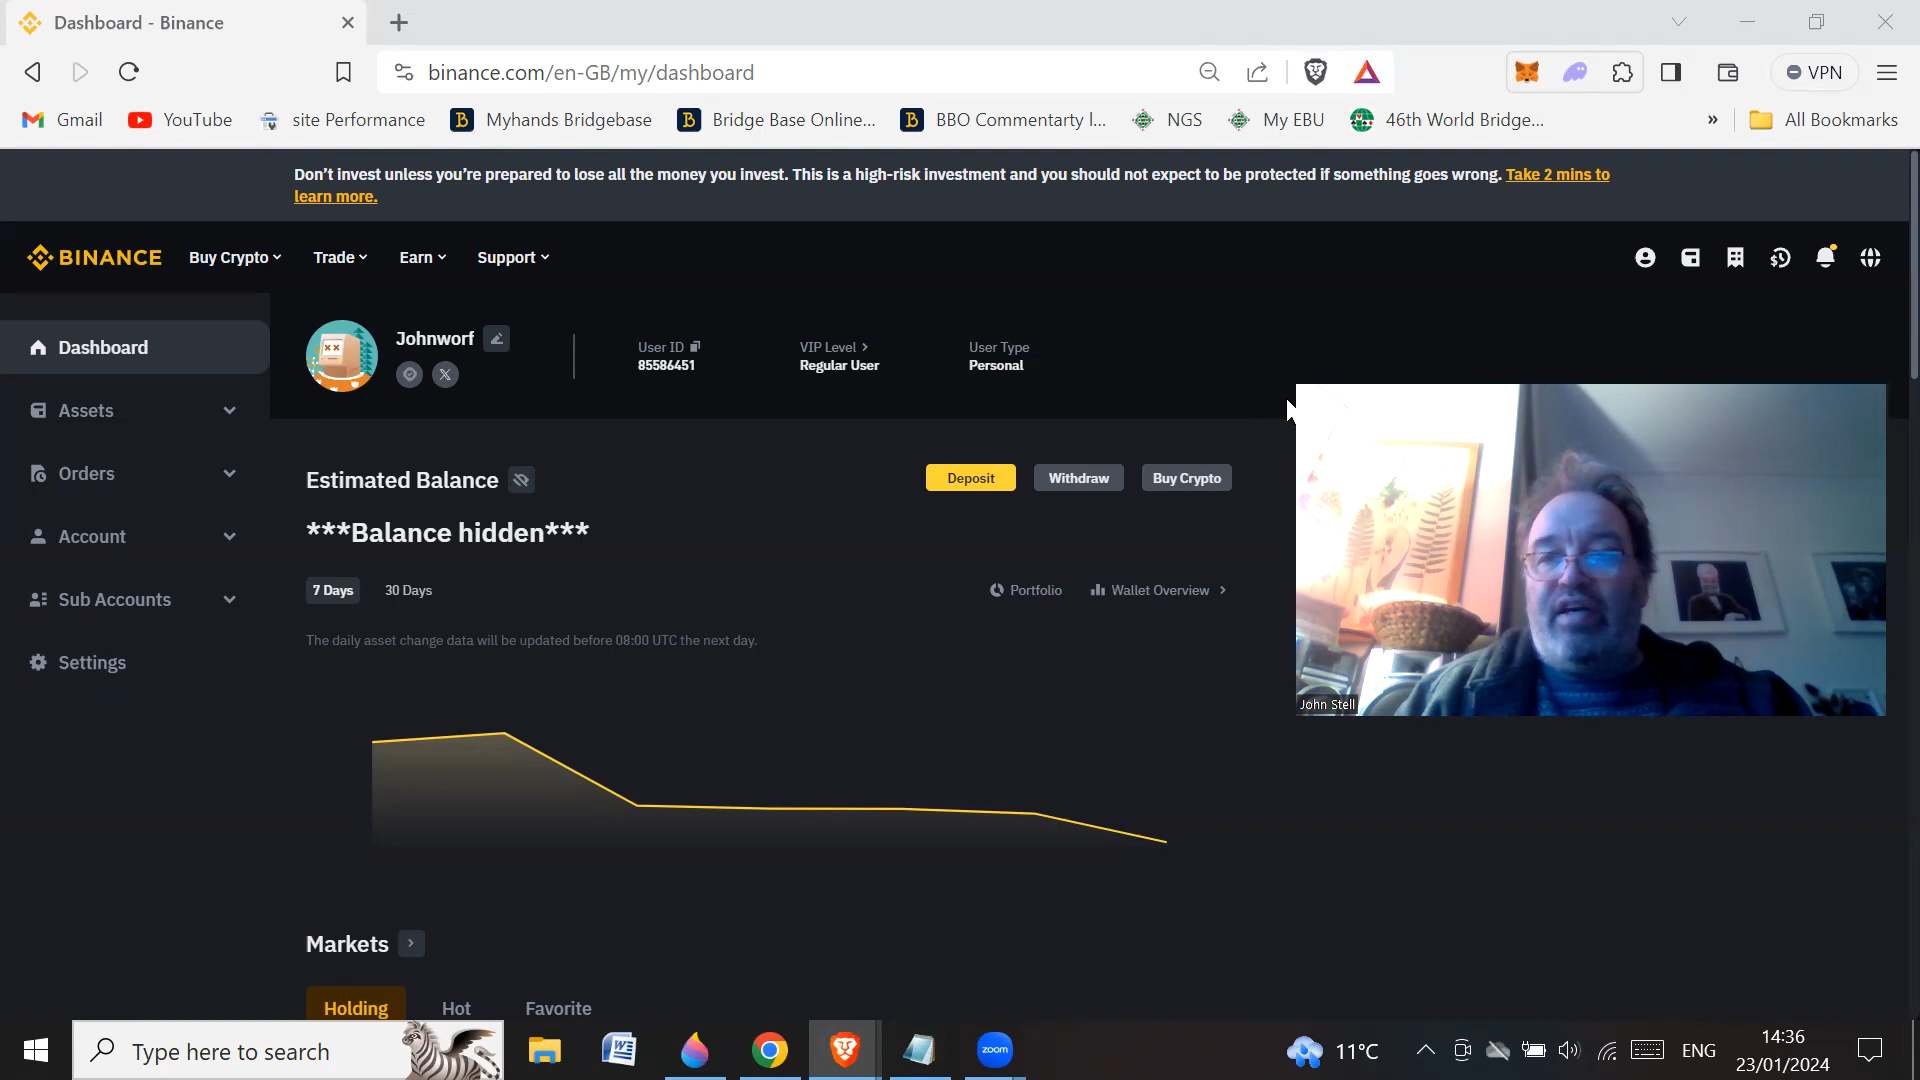 Dashboard - Binance
binance.com/en-GB/my/dashboard
VPN
Gmail YouTube site Performance Myhands Bridgebase Bridge Base Online... BBO Commentarty l... NGS My EBU 46th World Bridge... » All Bookmarks
Don’t invest unless you’re prepared to lose all the money you invest. This is a high-risk investment and you should not expect to be protected if something goes wrong. Take 2 mins to
learn more.
BINANCE Buy Crypto Trade Earn Support
Dashboard
Assets
Orders
Account
Sub Accounts
Settings
Johnworf
User ID
85586451
VIP Level
Regular User
User Type
Personal
Estimated Balance
Deposit Withdraw Buy Crypto
***Balance hidden***
7 Days 30 Days
Portfolio Wallet Overview
The daily asset change data will be updated before 08:00 UTC the next day.
John Stell
Markets
Holding Hot Favorite
Type here to search
zoom
11°C
ENG
14:36
23/01/2024